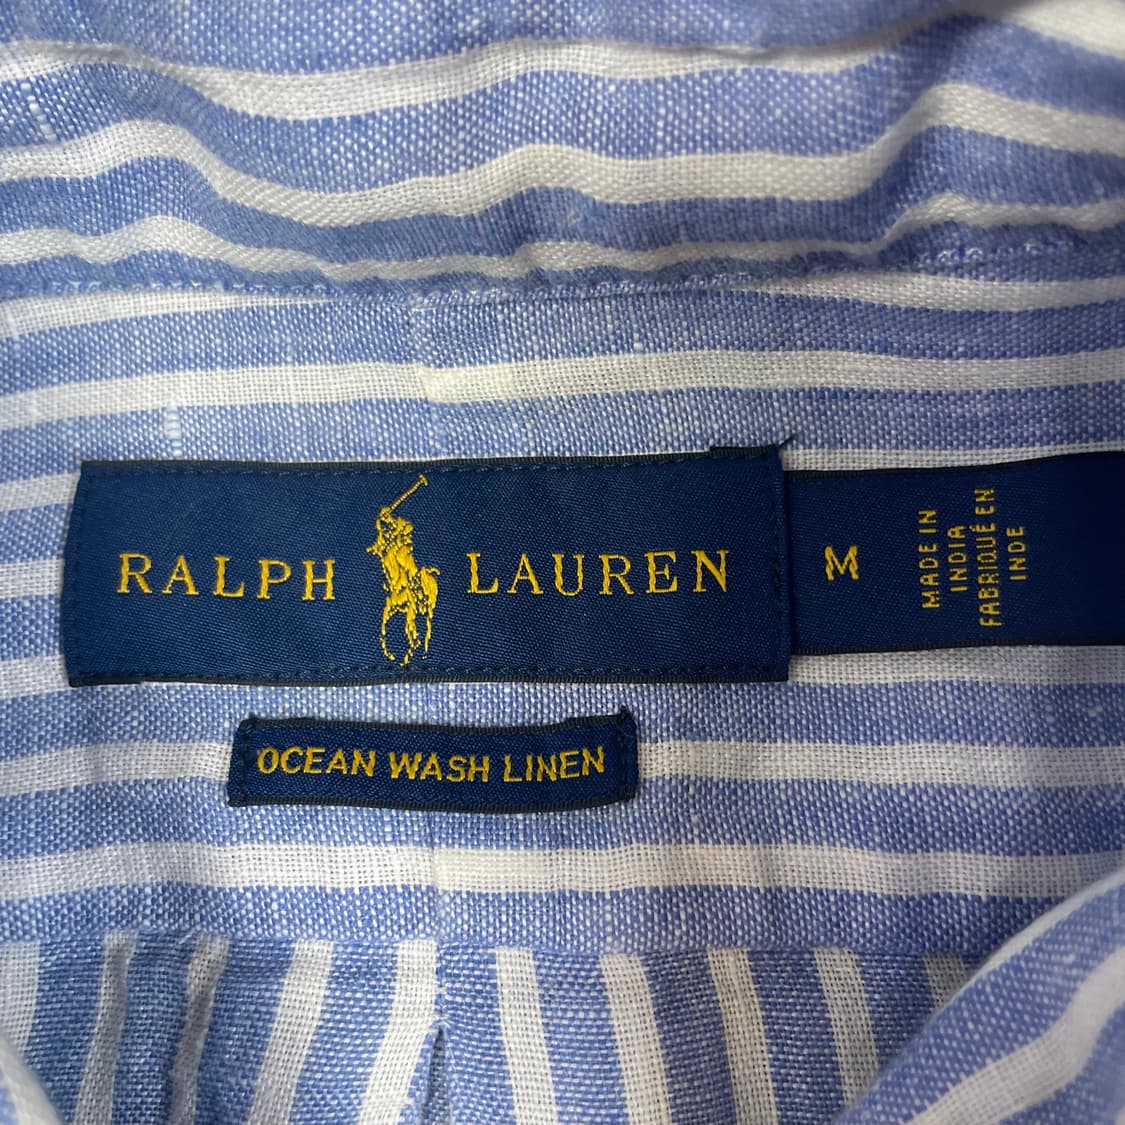 RALPH LAUREN
M
MADE IN
INDIA
FABRIQUÉ EN
INDE
OCEAN WASH LINEN